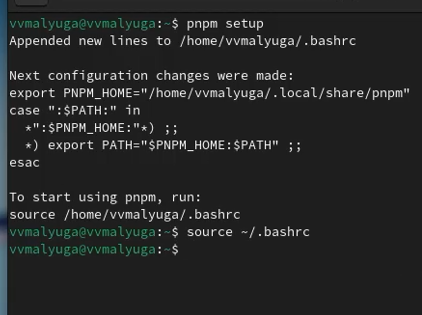 vvmalyuga@vvmalyuga:~$ pnpm setup
Appended new lines to /home/vvmalyuga/.bashrc

Next configuration changes were made:
export PNPM_HOME="/home/vvmalyuga/.local/share/pnpm"
case ":$PATH:" in
  *":$PNPM_HOME:"*) ;;
  *) export PATH="$PNPM_HOME:$PATH" ;;
esac

To start using pnpm, run:
source /home/vvmalyuga/.bashrc
vvmalyuga@vvmalyuga:~$ source ~/.bashrc
vvmalyuga@vvmalyuga:~$